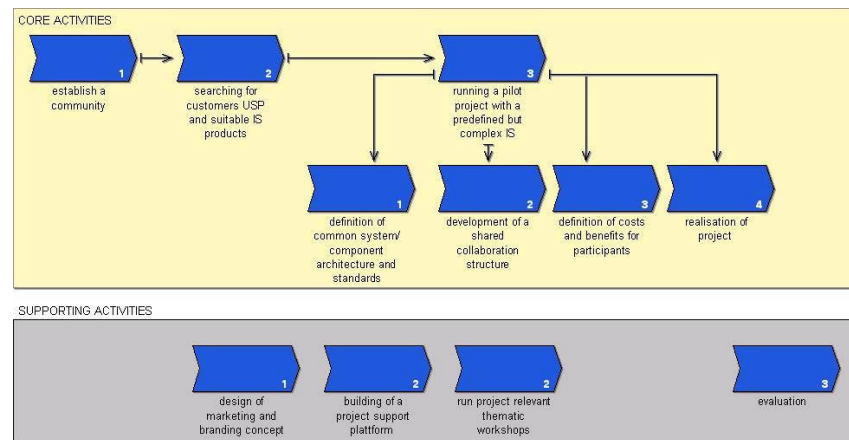 CORE ACTIVITIES
1
2
3
establish a
community
searching for
customers USP
and suitable IS
products
running a pilot
project with a
predefined but
complex IS
1
2
3
4
definition of
common system/
component
architecture and
standards
development of a
shared
collaboration
structure
definition of costs
and benefits for
participants
realisation of
project
SUPPORTING ACTIVITIES
1
2
2
3
design of
marketing and
branding concept
building of a
project support
plattform
run project relevant
thematic
workshops
evaluation